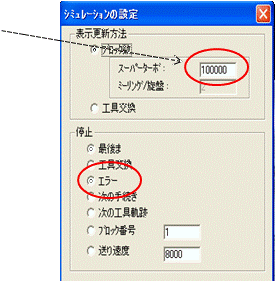 シミュレーションの設定
表示更新方法
ブロック数
スーパーターボ: 100000
ミーリング/旋盤: 2
工具交換
停止
最後ま
工具交換
エラー
次の手続き
次の工具軌跡
ブロック番号 1
送り速度 8000